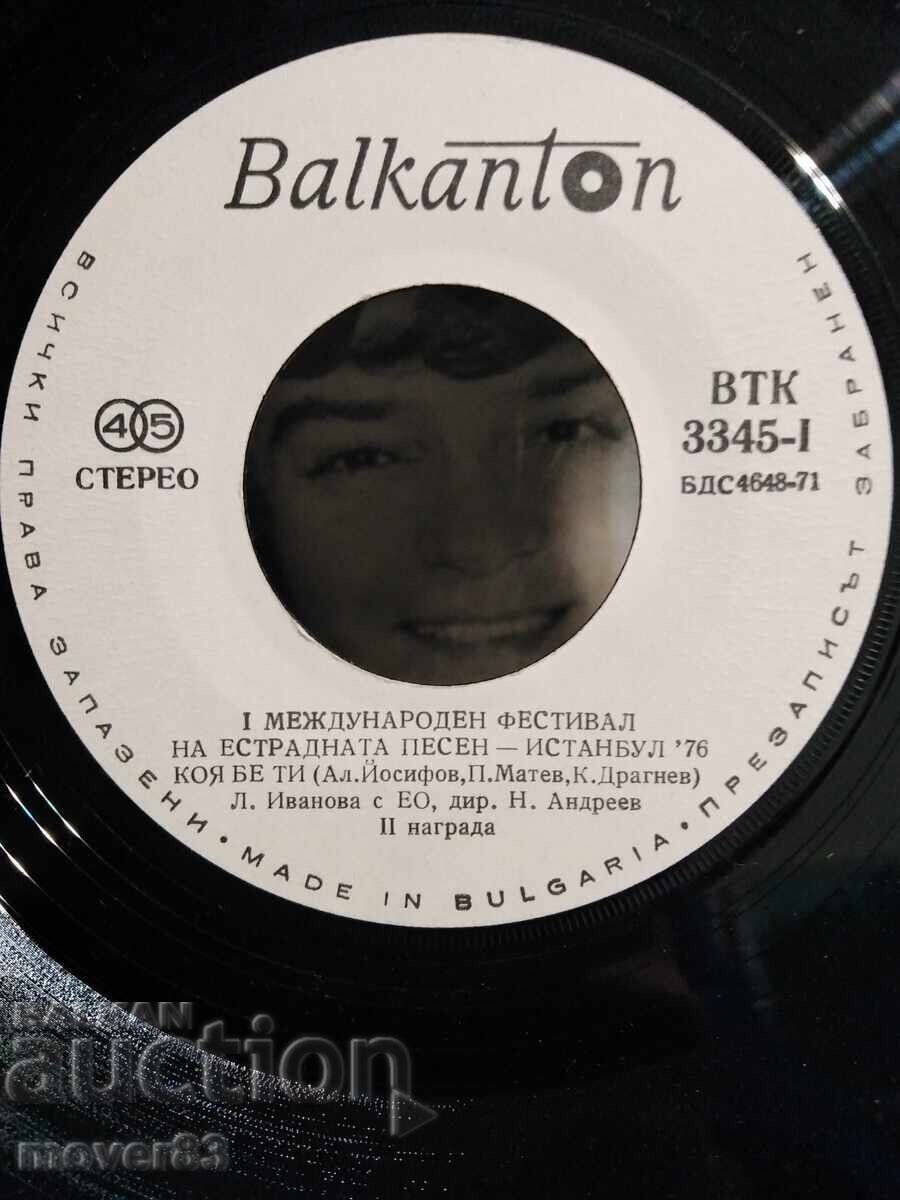 Balkanton
45
СТЕРЕО
ВТК
3345-I
БДС4648-71
I МЕЖДУНАРОДЕН ФЕСТИВАЛ
НА ЕСТРАДНАТА ПЕСЕН — ИСТАНБУЛ '76
КОЯ БЕ ТИ (Ал. Йосифов, П. Матев, К. Драгнев)
Л. Иванова с ЕО, дир. Н. Андреев
II награда
ВСИЧКИ ПРАВА ЗАПАЗЕНИ • MADE IN BULGARIA • ПРЕЗАПИСЪТ ЗАБРАНЕН
BALKAN
auction
mover83